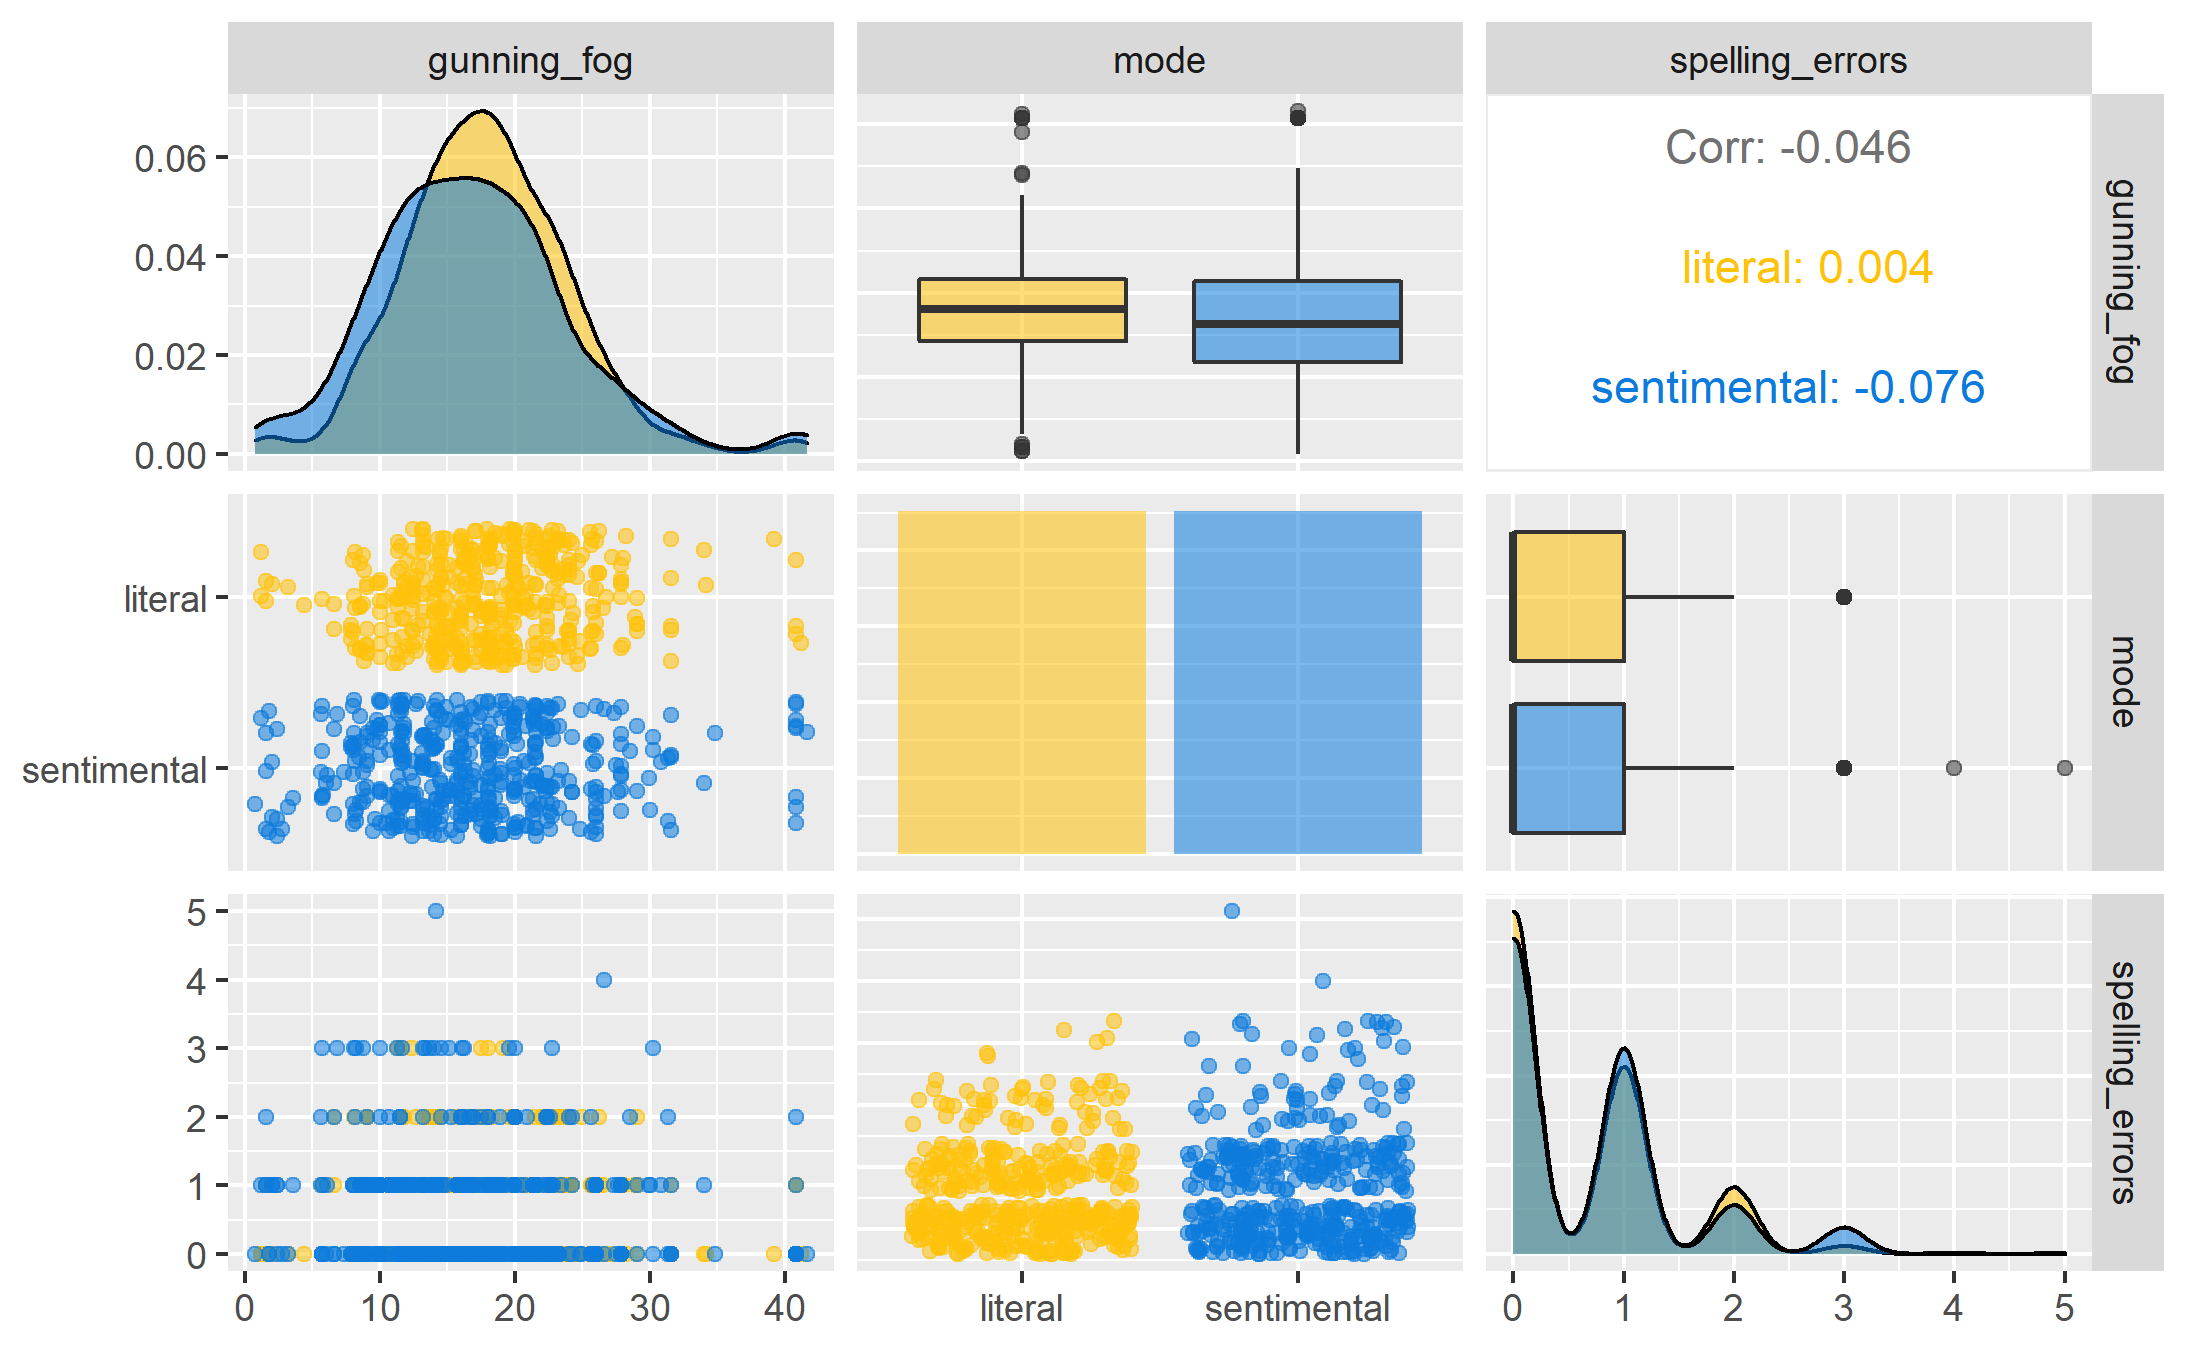 gunning_fog mode spelling_errors
0.06
0.04
0.02
0.00
Corr: -0.046
literal: 0.004
sentimental: -0.076
gunning_fog
literal
sentimental
mode
5
4
3
2
1
0
spelling_errors
0 10 20 30 40
literal sentimental
0 1 2 3 4 5